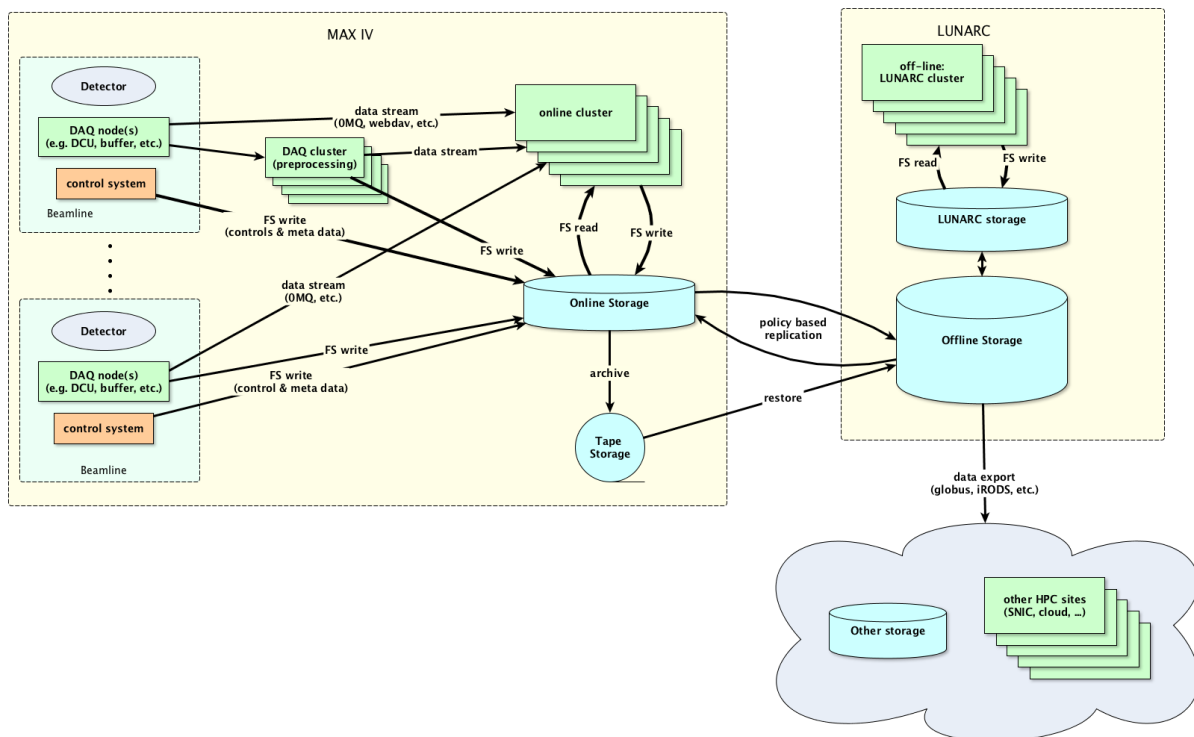 MAX IV
Detector
DAQ node(s)
(e.g. DCU, buffer, etc.)
control system
Beamline
data stream
(0MQ, webdav, etc.)
DAQ cluster
(preprocessing)
data stream
online cluster
FS write
(controls & meta data)
FS write
FS read
FS write
data stream
(0MQ, etc.)
Online Storage
Detector
DAQ node(s)
(e.g. DCU, buffer, etc.)
control system
Beamline
FS write
FS write
(control & meta data)
archive
Tape
Storage
policy based
replication
restore
LUNARC
off-line:
LUNARC cluster
FS read
FS write
LUNARC storage
Offline Storage
data export
(globus, iRODS, etc.)
Other storage
other HPC sites
(SNIC, cloud, ...)